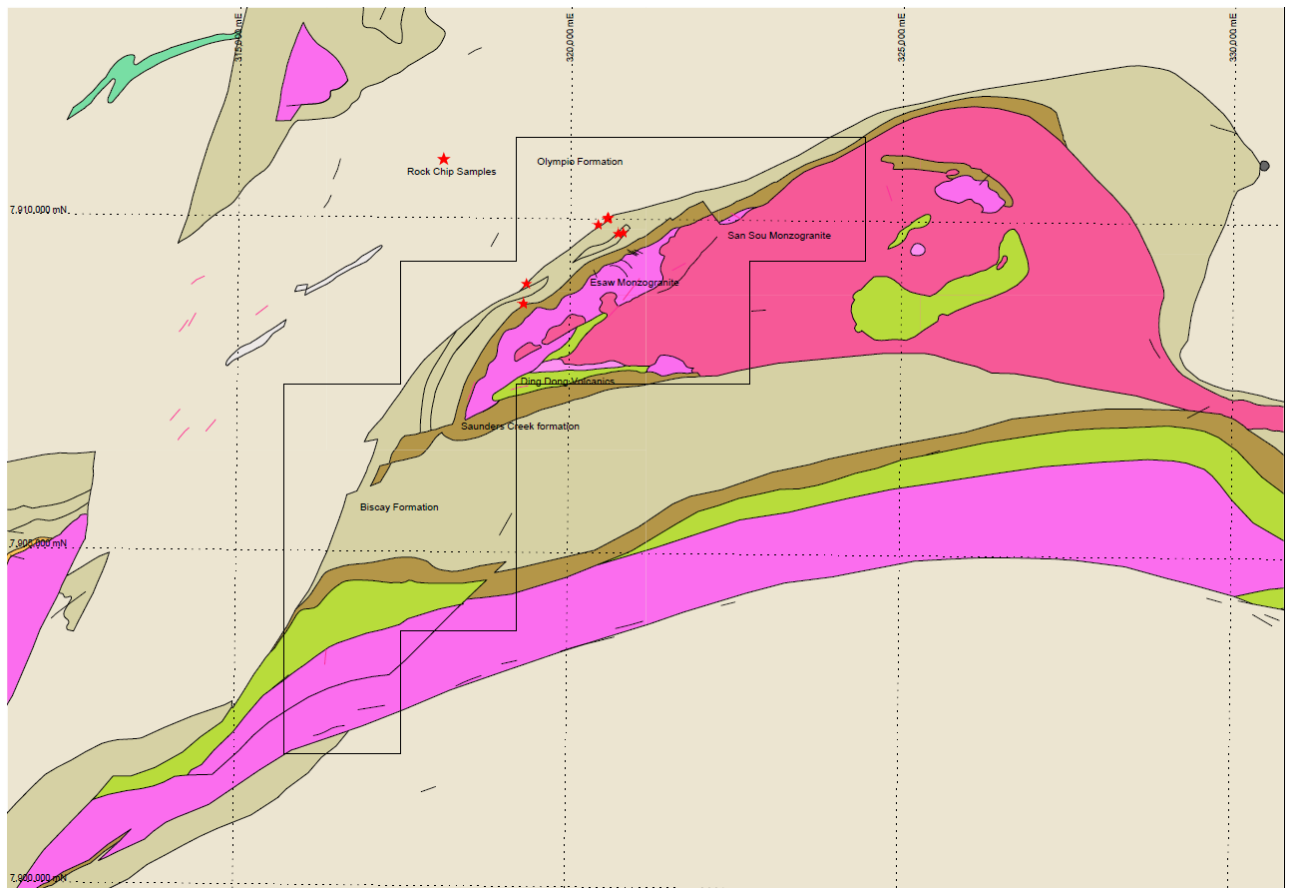 315,000 mE
320,000 mE
325,000 mE
330,000 mE
Olympio Formation
Rock Chip Samples
7,910,000 mN
San Sou Monzogranite
Esaw Monzogranite
Ding Dong Volcanics
Saunders Creek formation
Biscay Formation
7,905,000 mN
7,900,000 mN